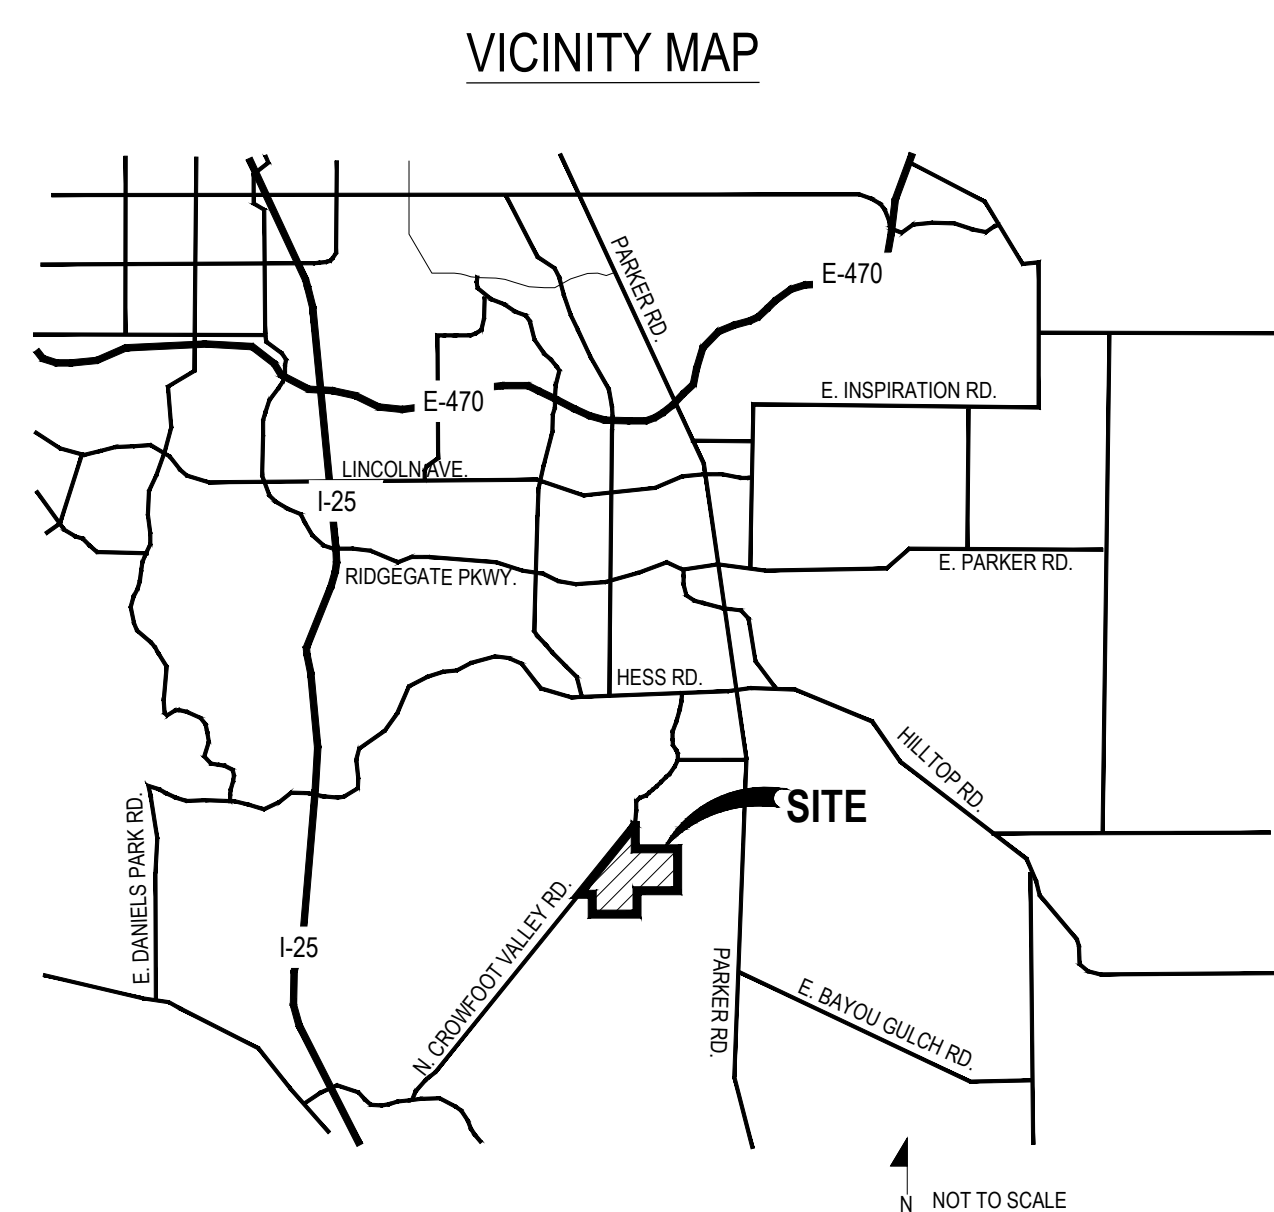 VICINITY MAP
PARKER RD.
E-470
E. INSPIRATION RD.
E-470
LINCOLN AVE.
I-25
E. PARKER RD.
RIDGEGATE PKWY.
HESS RD.
HILLTOP RD.
SITE
E. DANIELS PARK RD.
N. CROWFOOT VALLEY RD.
I-25
PARKER RD.
E. BAYOU GULCH RD.
N
NOT TO SCALE